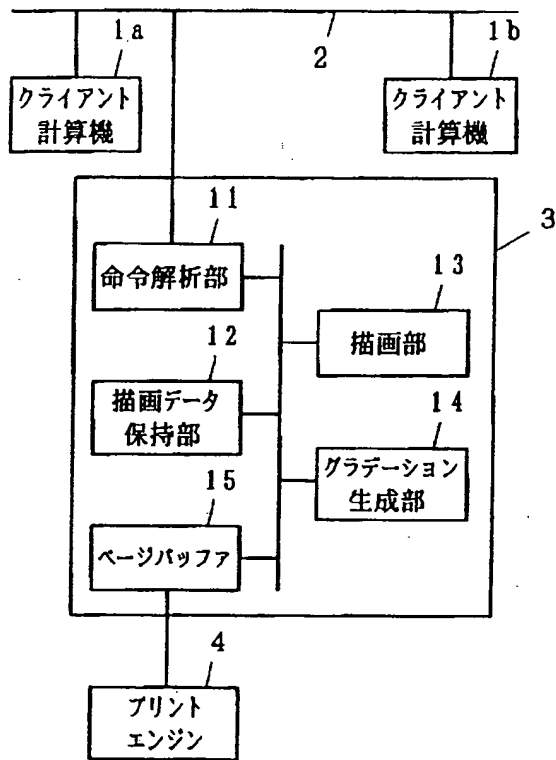 1a
1b
2
クライアント
計算機
クライアント
計算機
3
11
命令解析部
13
描画部
12
描画データ
保持部
14
グラデーション
生成部
15
ページバッファ
4
プリント
エンジン